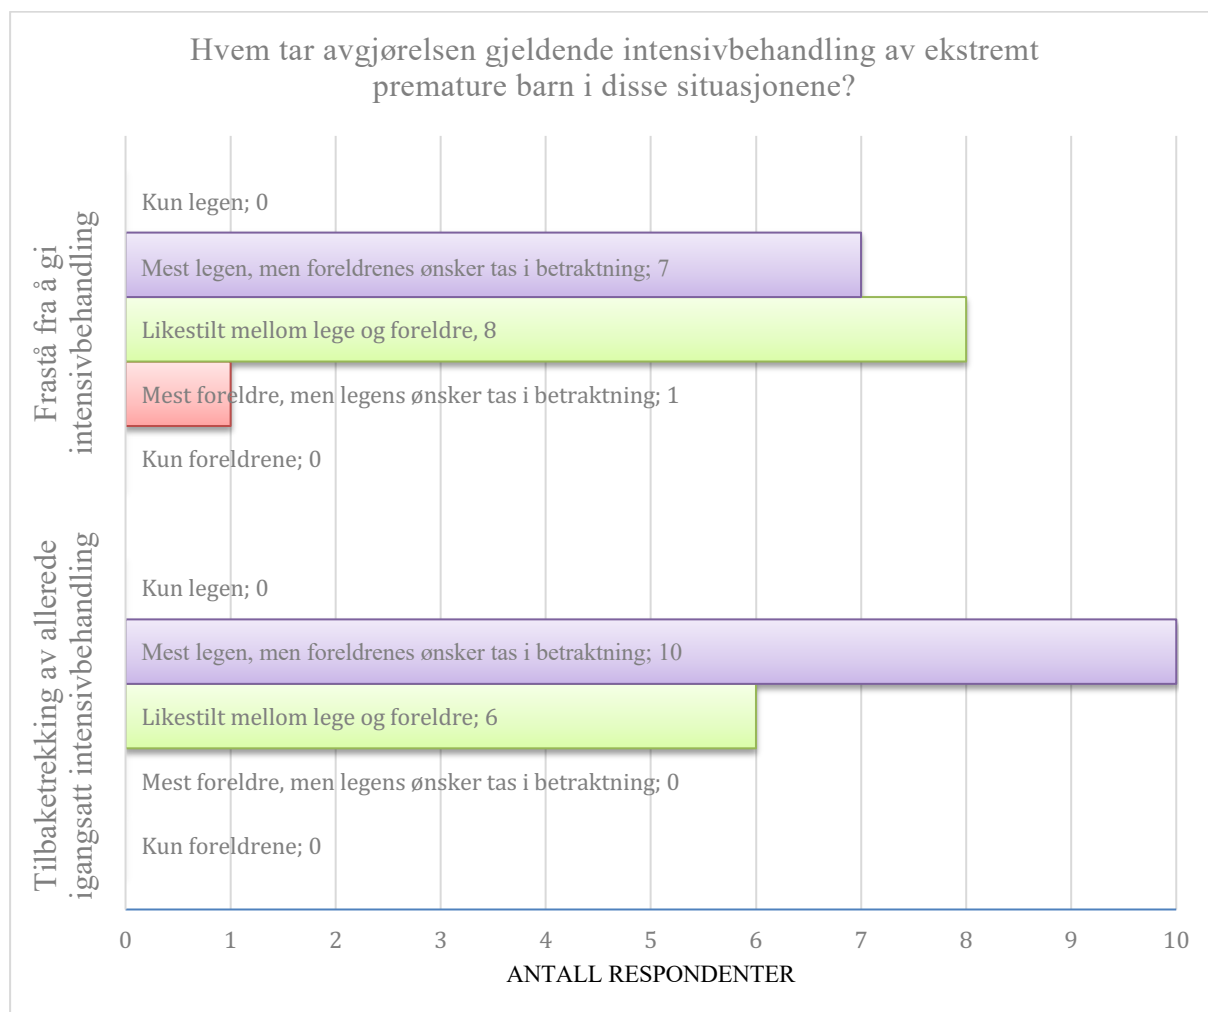 Hvem tar avgjørelsen gjeldende intensivbehandling av ekstremt
premature barn i disse situasjonene?
Frastå fra å gi
intensivbehandling
Kun legen; 0
Mest legen, men foreldrenes ønsker tas i betraktning; 7
Likestilt mellom lege og foreldre, 8
Mest foreldre, men legens ønsker tas i betraktning; 1
Kun foreldrene; 0
Tilbaketrekking av allerede
igangsatt intensivbehandling
Kun legen; 0
Mest legen, men foreldrenes ønsker tas i betraktning; 10
Likestilt mellom lege og foreldre; 6
Mest foreldre, men legens ønsker tas i betraktning; 0
Kun foreldrene; 0
0 1 2 3 4 5 6 7 8 9 10
ANTALL RESPONDENTER